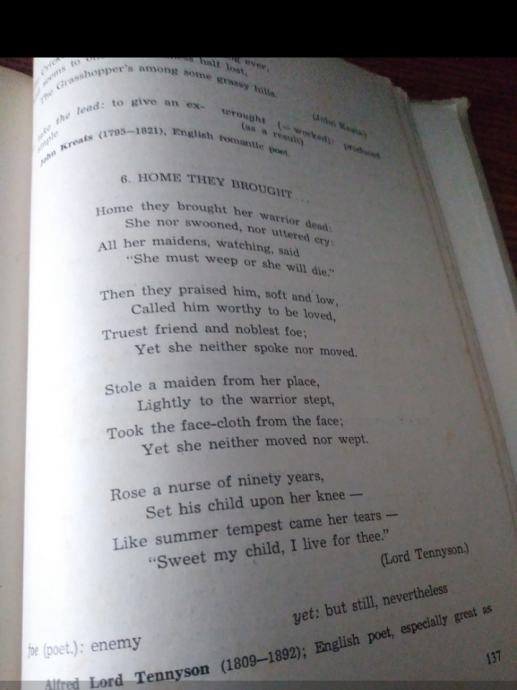 ever,
seems to half lost,
The Grasshopper's among some grassy hills.
(John Keats)
take the lead: to give an ex-
wrought (= worked): produced
(as a result)
John Kreats (1795—1821), English romantic poet.
6. HOME THEY BROUGHT ...
Home they brought her warrior dead:
She nor swooned, nor uttered cry:
All her maidens, watching, said
“She must weep or she will die.”
Then they praised him, soft and low,
Called him worthy to be loved,
Truest friend and noblest foe;
Yet she neither spoke nor moved.
Stole a maiden from her place,
Lightly to the warrior stept,
Took the face-cloth from the face;
Yet she neither moved nor wept.
Rose a nurse of ninety years,
Set his child upon her knee —
Like summer tempest came her tears —
“Sweet my child, I live for thee.”
(Lord Tennyson.)
yet: but still, nevertheless
foe (poet.): enemy
Alfred Lord Tennyson (1809—1892); English poet, especially great as
137